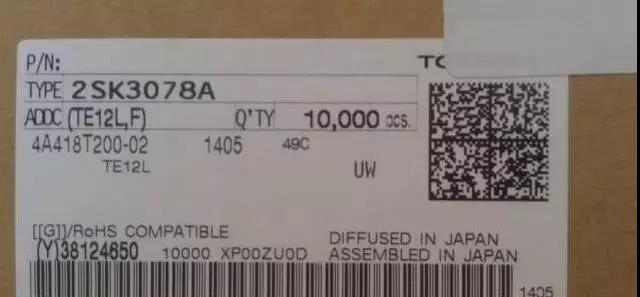 P/N:
TYPE 2SK3078A
ADDC (TE12L,F) Q'TY 10,000 pcs.
4A418T200-02 1405 49C
TE12L
UW
[[G]]/RoHS COMPATIBLE
DIFFUSED IN JAPAN
(Y)38124650 10000 XP00ZU0D ASSEMBLED IN JAPAN
1405